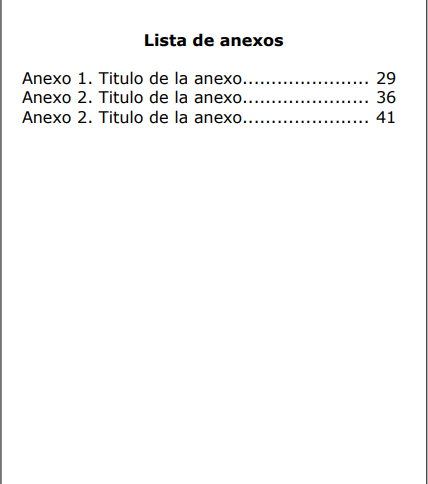 Lista de anexos
Anexo 1. Titulo de la anexo...................... 29
Anexo 2. Titulo de la anexo...................... 36
Anexo 2. Titulo de la anexo...................... 41